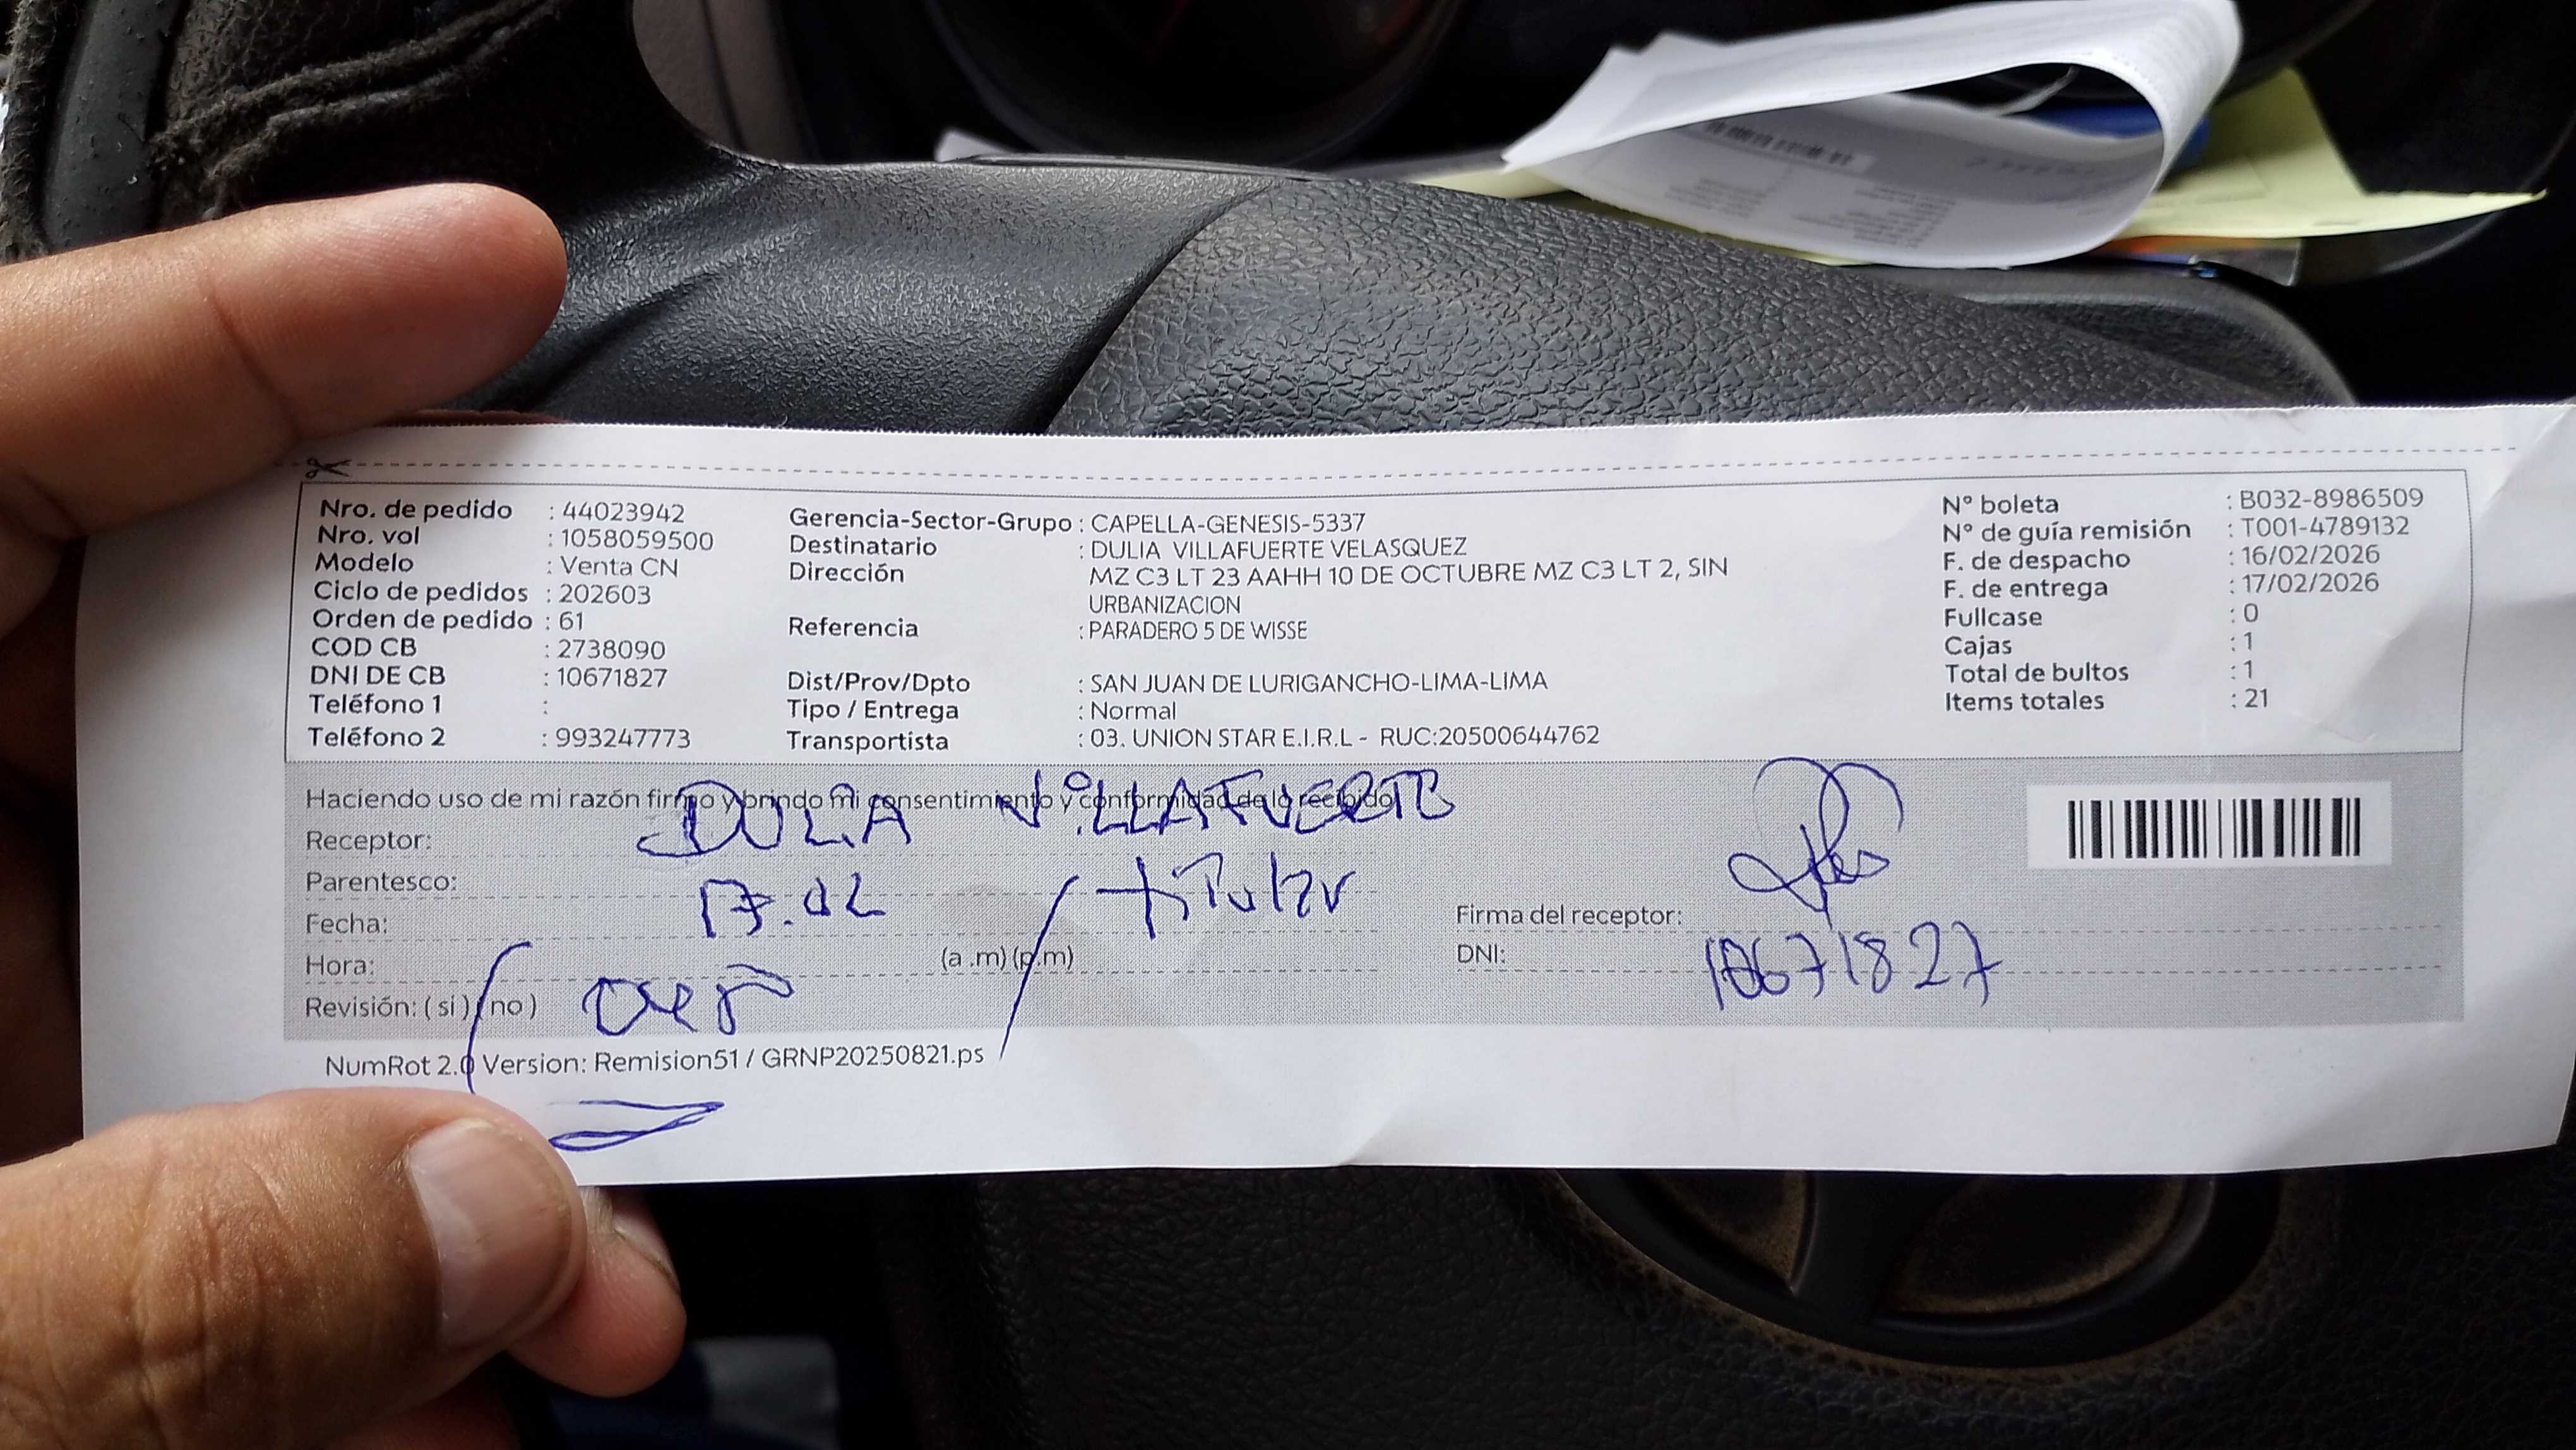 Nro. de pedido : 44023942
Nro. vol : 1058059500
Modelo : Venta CN
Ciclo de pedidos : 202603
Orden de pedido : 61
COD CB : 2738090
DNI DE CB : 10671827
Teléfono 1 :
Teléfono 2 : 993247773
Gerencia-Sector-Grupo : CAPELLA-GENESIS-5337
Destinatario : DULIA VILLAFUERTE VELASQUEZ
Dirección MZ C3 LT 23 AAHH 10 DE OCTUBRE MZ C3 LT 2, SIN
URBANIZACION
Referencia : PARADERO 5 DE WISSE
Dist/Prov/Dpto : SAN JUAN DE LURIGANCHO-LIMA-LIMA
Tipo / Entrega : Normal
Transportista : 03. UNION STAR E.I.R.L - RUC:20500644762
N° boleta : B032-8986509
N° de guía remisión : T001-4789132
F. de despacho : 16/02/2026
F. de entrega : 17/02/2026
Fullcase : 0
Cajas : 1
Total de bultos : 1
Items totales : 21
Haciendo uso de mi razón firmo y brindo mi consentimiento y conformidad de lo recibido
Receptor: DULiA ViLLAFUERTE
Parentesco: titular
Fecha: 17.02
Hora: (a .m) (p.m)
Revisión: ( si ) ( no )
Firma del receptor:
DNI: 10671827
NumRot 2.0 Version: Remision51 / GRNP20250821.ps